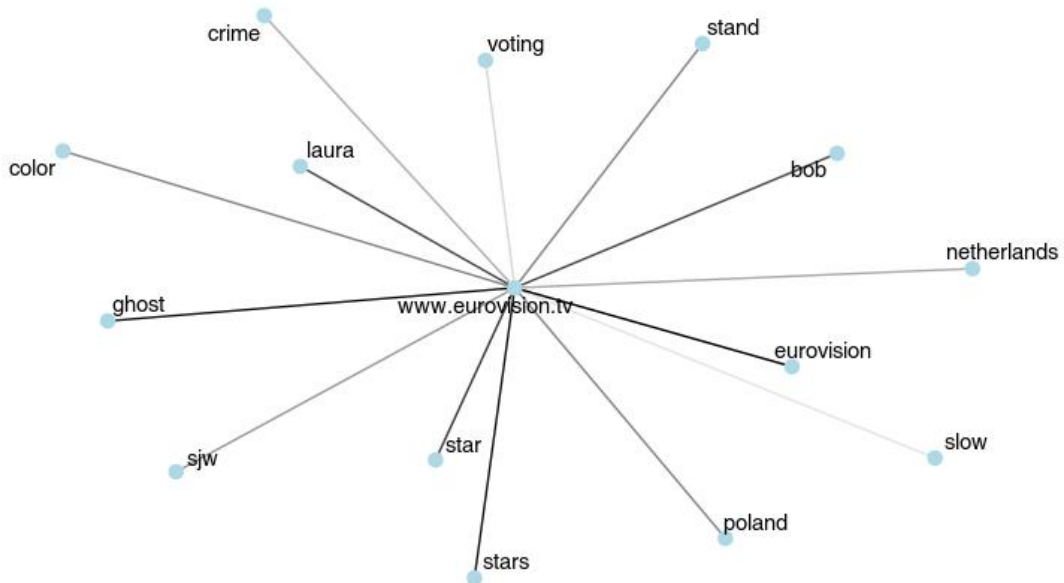 crime
voting
stand
color
laura
bob
netherlands
ghost
www.eurovision.tv
eurovision
sjw
star
slow
stars
poland